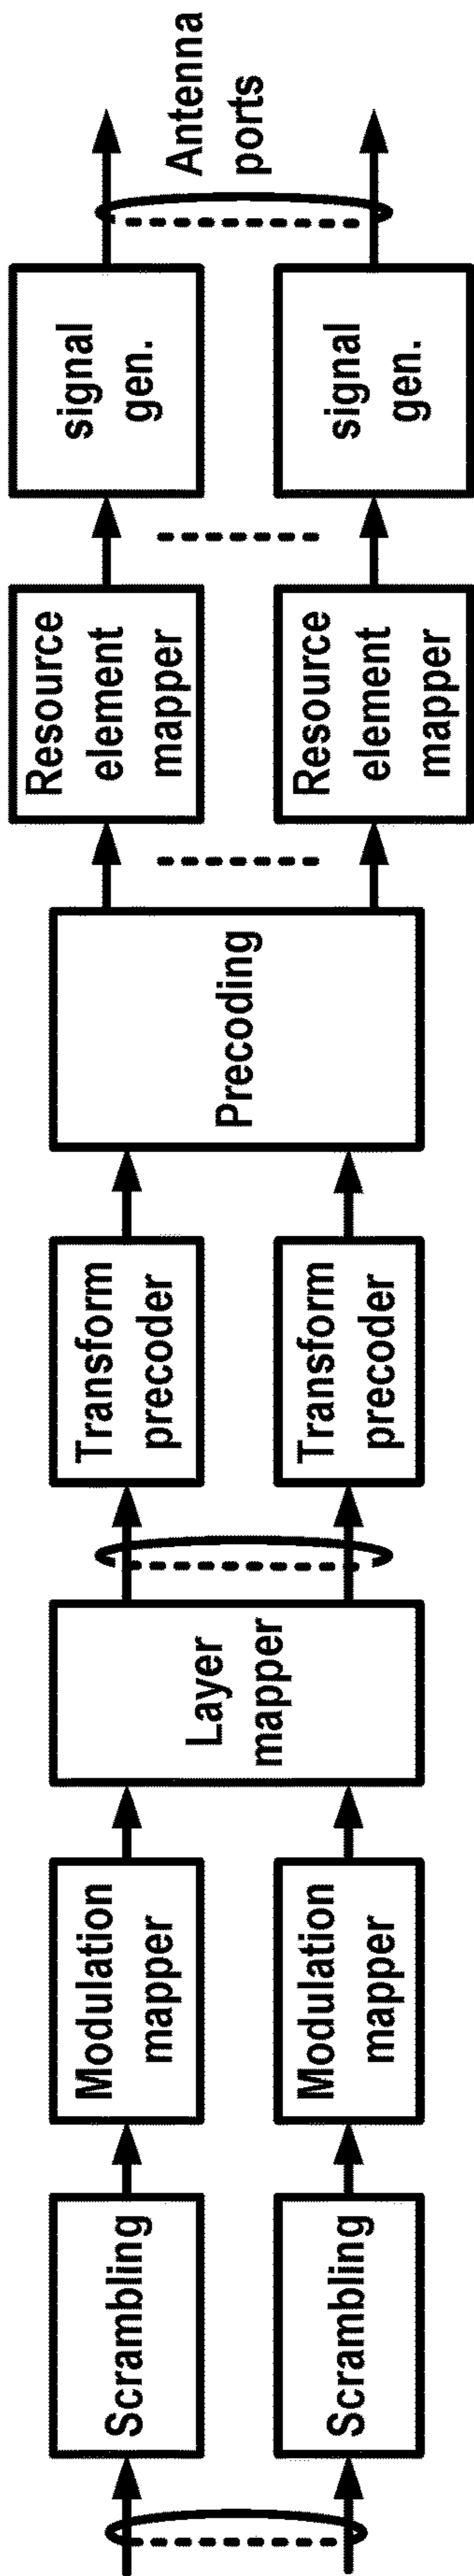 Scrambling
Scrambling
Modulation
mapper
Modulation
mapper
Layer
mapper
Transform
precoder
Transform
precoder
Precoding
Resource
element
mapper
Resource
element
mapper
signal
gen.
signal
gen.
Antenna
ports